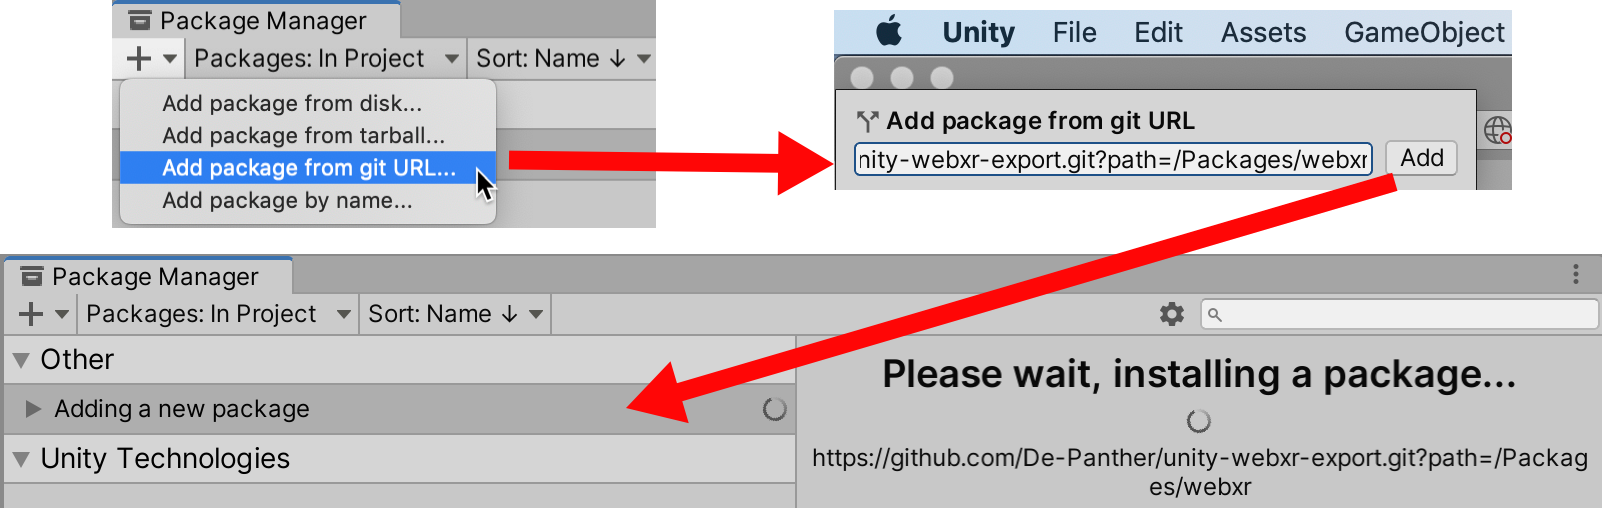 Package Manager
Packages: In Project
Sort: Name ↓
Add package from disk...
Add package from tarball...
Add package from git URL...
Add package by name...
Unity File Edit Assets GameObject
Add package from git URL
nity-webxr-export.git?path=/Packages/webxr
Add
Package Manager
Packages: In Project
Sort: Name ↓
Other
Adding a new package
Unity Technologies
Please wait, installing a package...
https://github.com/De-Panther/unity-webxr-export.git?path=/Packag
es/webxr